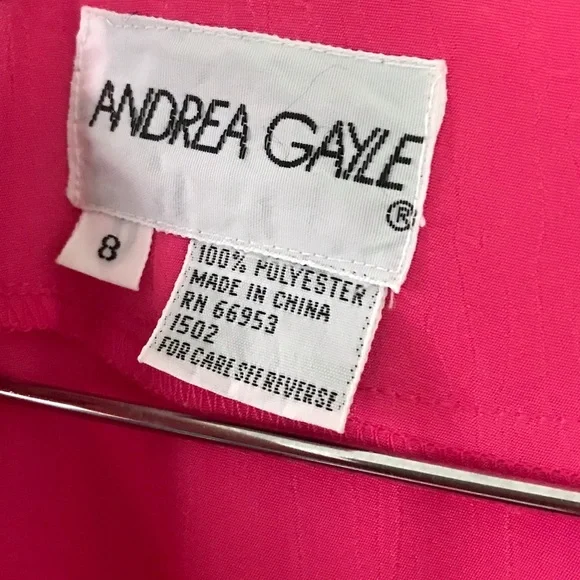 ANDREA GAYLE
®
8
100% POLYESTER
MADE IN CHINA
RN 66953
1502
FOR CARE SEE REVERSE